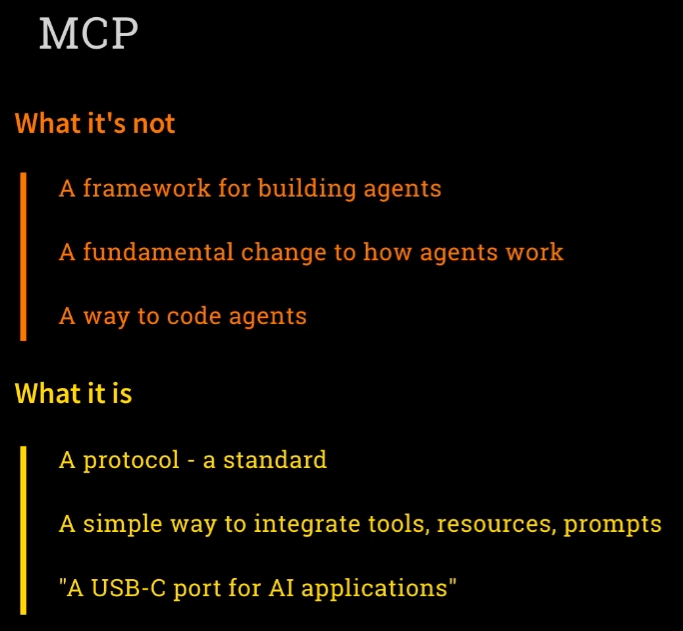 MCP
What it's not
A framework for building agents
A fundamental change to how agents work
A way to code agents
What it is
A protocol - a standard
A simple way to integrate tools, resources, prompts
"A USB-C port for AI applications"